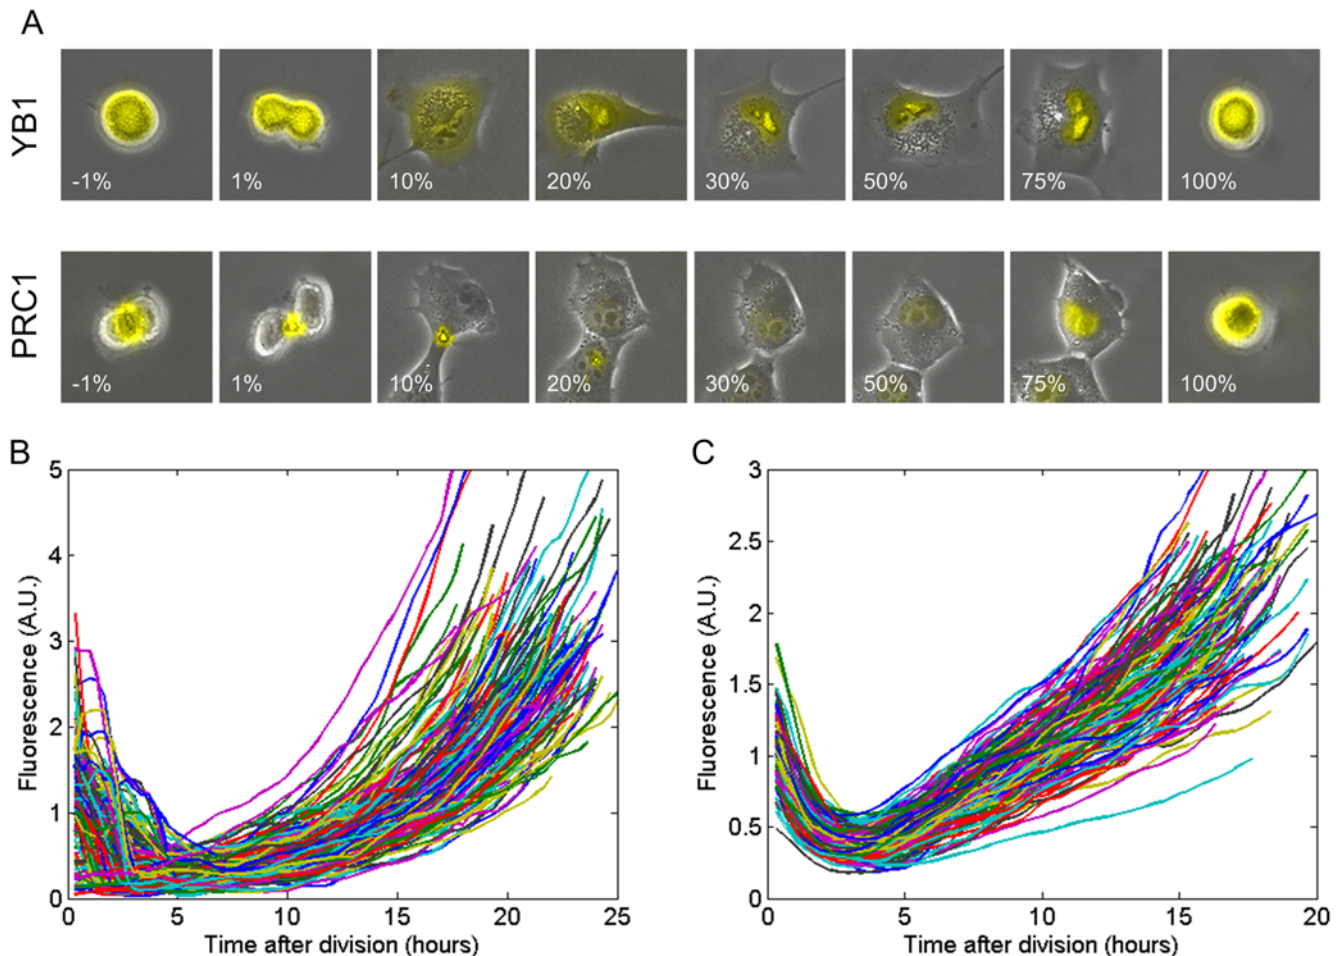 A
YB1
-1% 1% 10% 20% 30% 50% 75% 100%
PRC1
-1% 1% 10% 20% 30% 50% 75% 100%
B
Fluorescence (A.U.)
5
4
3
2
1
0
0 5 10 15 20 25
Time after division (hours)
C
Fluorescence (A.U.)
3
2.5
2
1.5
1
0.5
0
0 5 10 15 20
Time after division (hours)